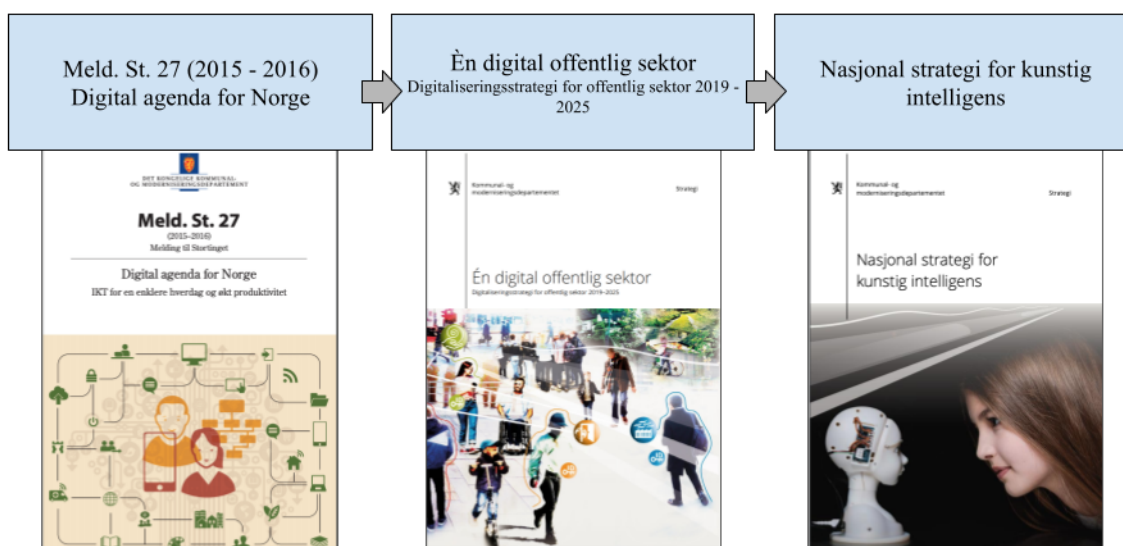 Meld. St. 27 (2015 - 2016)
Digital agenda for Norge
Èn digital offentlig sektor
Digitaliseringsstrategi for offentlig sektor 2019 -
2025
Nasjonal strategi for kunstig
intelligens
DET KONGELIGE KOMMUNAL-
OG MODERNISERINGSDEPARTEMENT
Meld. St. 27
(2015–2016)
Melding til Stortinget
Digital agenda for Norge
IKT for en enklere hverdag og økt produktivitet
Kommunal- og
moderniseringsdepartementet
Strategi
Én digital offentlig sektor
Digitaliseringsstrategi for offentlig sektor 2019–2025
Kommunal- og
moderniseringsdepartementet
Strategi
Nasjonal strategi for
kunstig intelligens